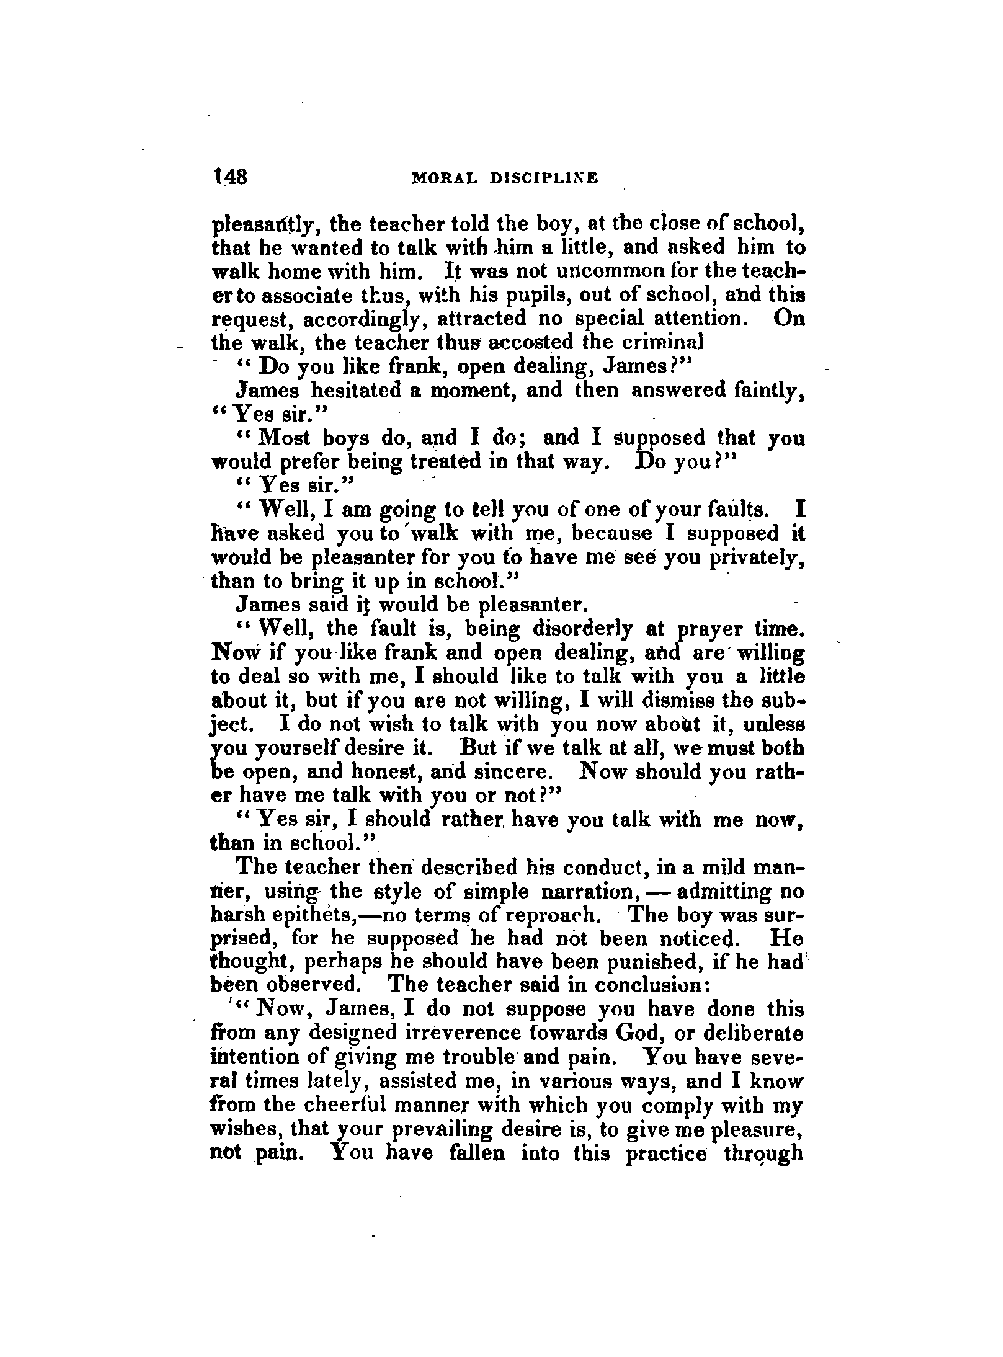 148 MORAL DISCIPLINE
pleasantly, the teacher told the boy, at the close of school,
that he wanted to talk with him a little, and asked him to
walk home with him. It was not uncommon for the teach-
er to associate thus, with his pupils, out of school, and this
request, accordingly, attracted no special attention. On
the walk, the teacher thus accosted the criminal
“ Do you like frank, open dealing, James?”
James hesitated a moment, and then answered faintly,
“ Yes sir.”
“ Most boys do, and I do; and I supposed that you
would prefer being treated in that way. Do you?”
“ Yes sir.”
“ Well, I am going to tell you of one of your faults. I
have asked you to walk with me, because I supposed it
would be pleasanter for you to have me see you privately,
than to bring it up in school.”
James said it would be pleasanter.
“ Well, the fault is, being disorderly at prayer time.
Now if you like frank and open dealing, and are willing
to deal so with me, I should like to talk with you a little
about it, but if you are not willing, I will dismiss the sub-
ject. I do not wish to talk with you now about it, unless
you yourself desire it. But if we talk at all, we must both
be open, and honest, and sincere. Now should you rath-
er have me talk with you or not?”
“ Yes sir, I should rather have you talk with me now,
than in school.”
The teacher then described his conduct, in a mild man-
ner, using the style of simple narration, — admitting no
harsh epithets,—no terms of reproach. The boy was sur-
prised, for he supposed he had not been noticed. He
thought, perhaps he should have been punished, if he had
been observed. The teacher said in conclusion:
“ Now, James, I do not suppose you have done this
from any designed irreverence towards God, or deliberate
intention of giving me trouble and pain. You have seve-
ral times lately, assisted me, in various ways, and I know
from the cheerful manner with which you comply with my
wishes, that your prevailing desire is, to give me pleasure,
not pain. You have fallen into this practice through